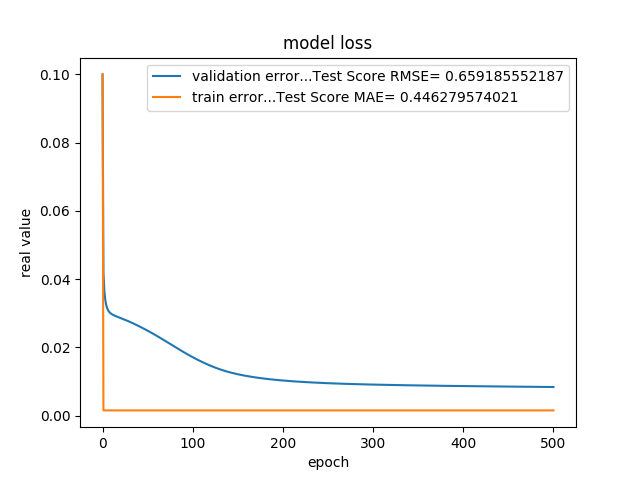 model loss
validation error...Test Score RMSE= 0.659185552187
train error...Test Score MAE= 0.446279574021
0.10
0.08
0.06
0.04
0.02
0.00
real value
0
100
200
300
400
500
epoch